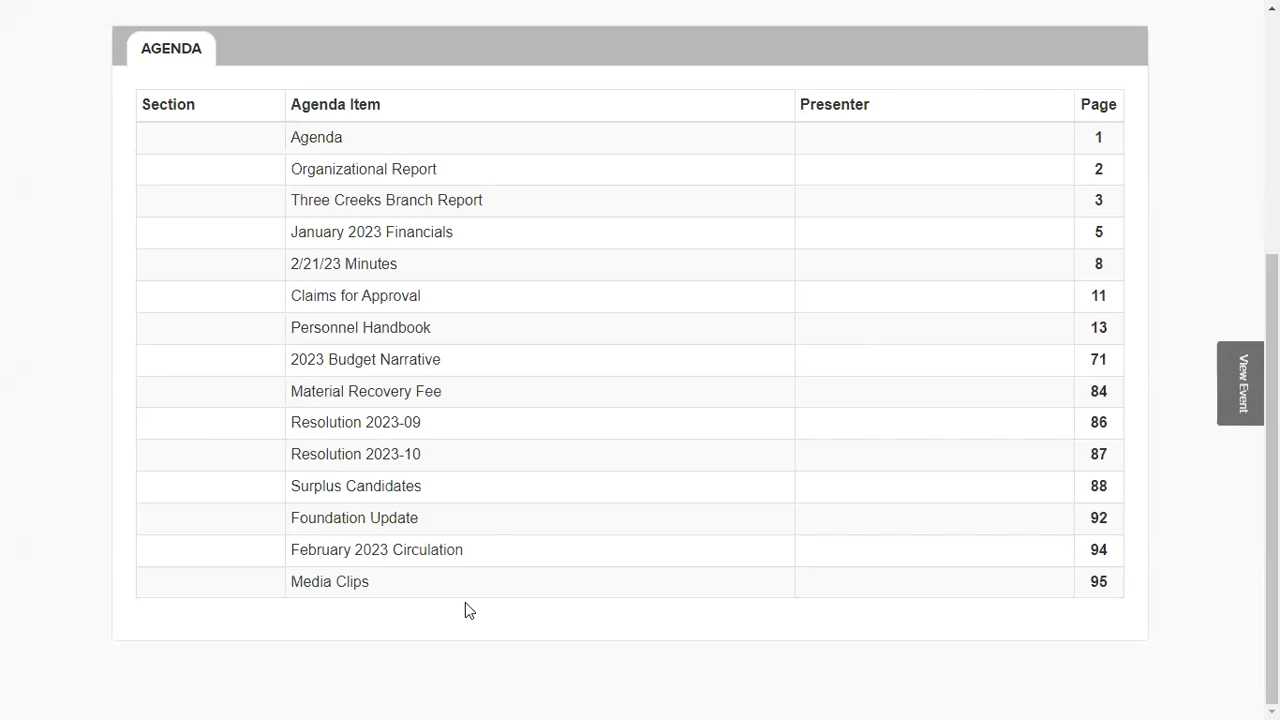 AGENDA
Section Agenda Item Presenter Page
Agenda 1
Organizational Report 2
Three Creeks Branch Report 3
January 2023 Financials 5
2/21/23 Minutes 8
Claims for Approval 11
Personnel Handbook 13
2023 Budget Narrative 71
Material Recovery Fee 84
Resolution 2023-09 86
Resolution 2023-10 87
Surplus Candidates 88
Foundation Update 92
February 2023 Circulation 94
Media Clips 95
View Event